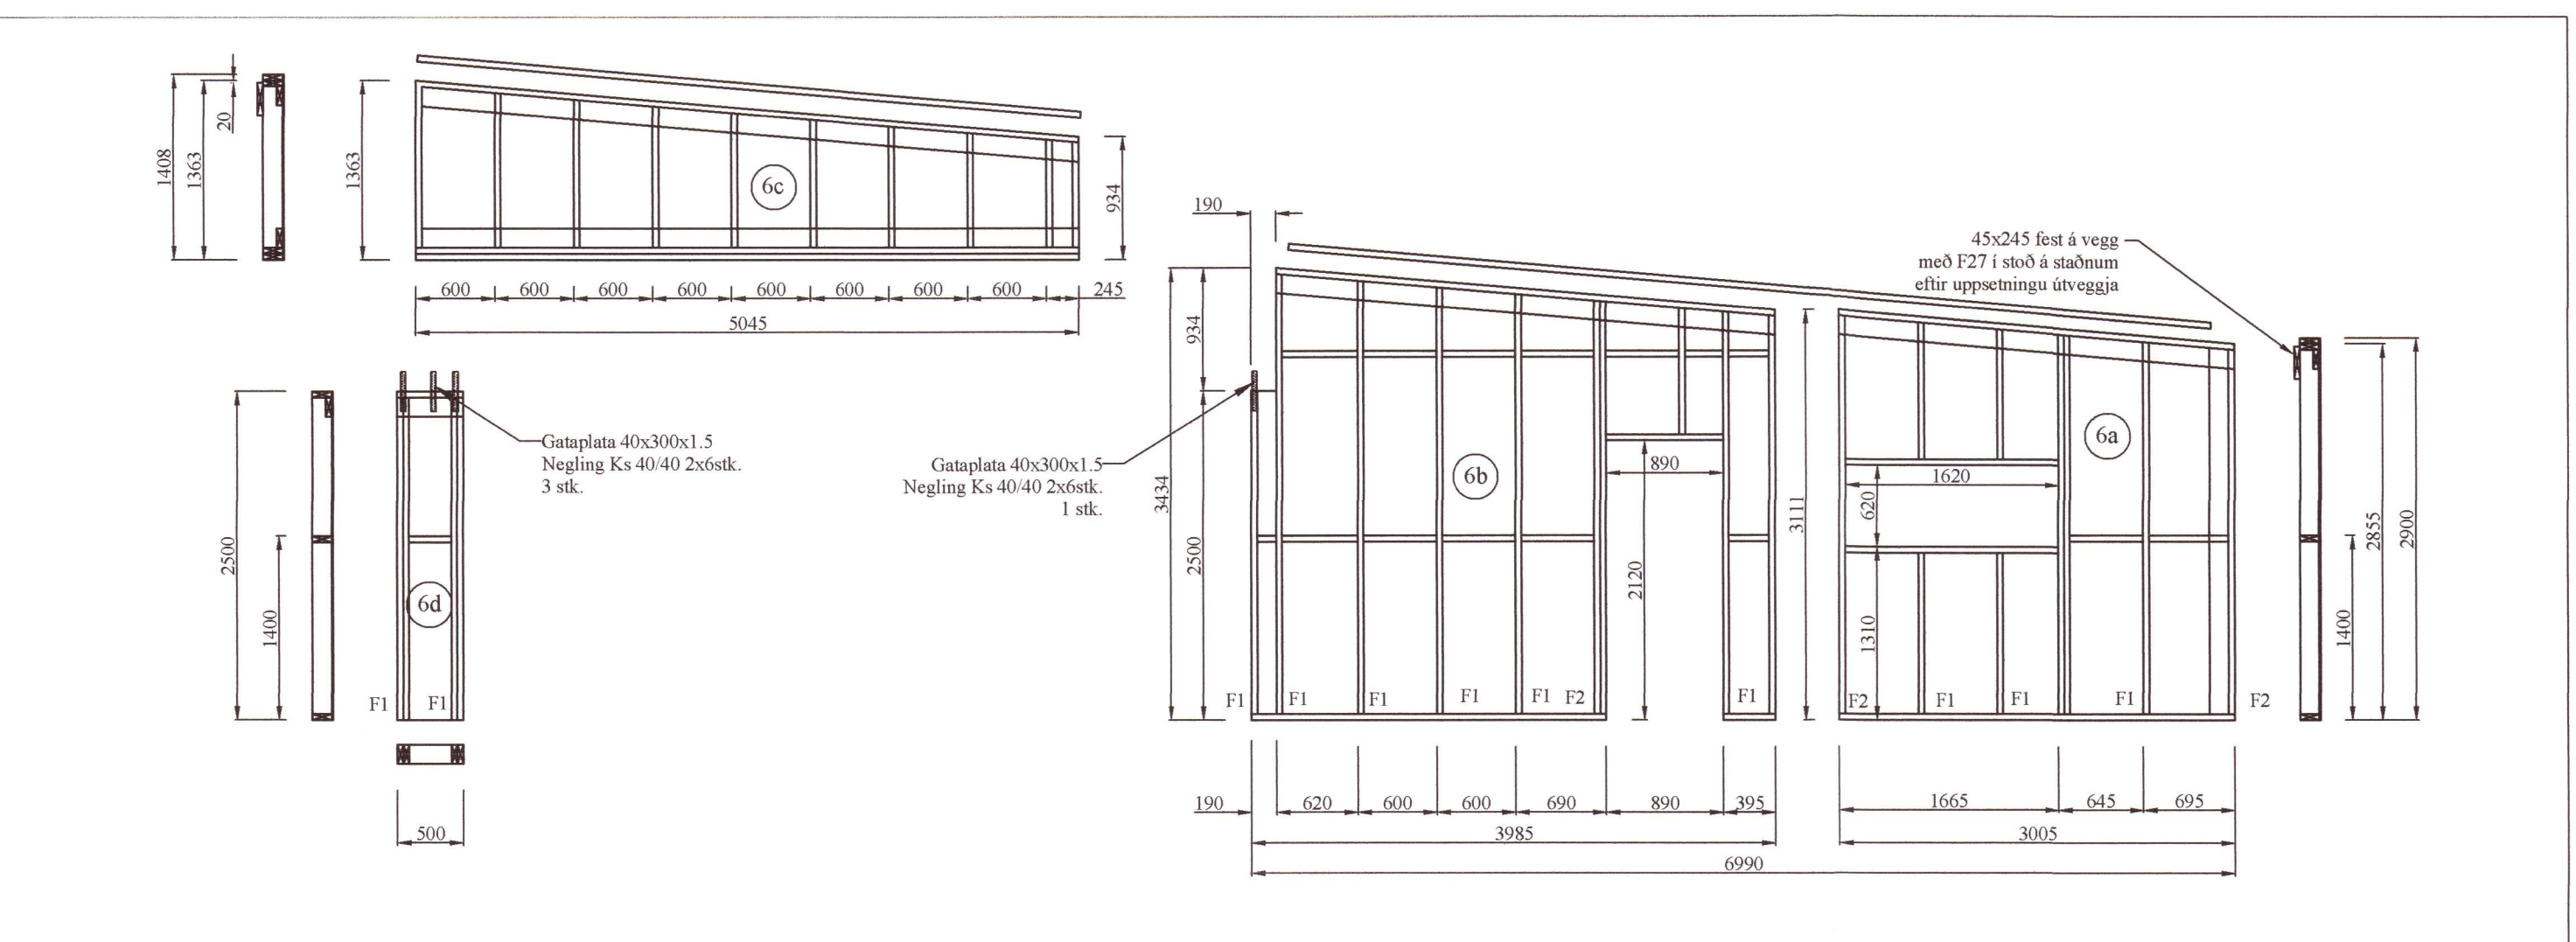 1408
1363
20
1363
6c
934
600 600 600 600 600 600 600 600 245
5045
2500
1400
6d
F1 F1
500
Gataplata 40x300x1.5
Negling Ks 40/40 2x6stk.
3 stk.
Gataplata 40x300x1.5
Negling Ks 40/40 2x6stk.
1 stk.
190
934
3434
2500
6b
890
2120
3111
F1 F1 F1 F1 F1 F2 F1
190 620 600 600 690 890 395
3985
6990
45x245 fest á vegg
með F27 í stoð á staðnum
eftir uppsetningu útveggja
6a
1620
620
1310
F2 F1 F1 F1 F2
1665 645 695
3005
1400
2855
2900